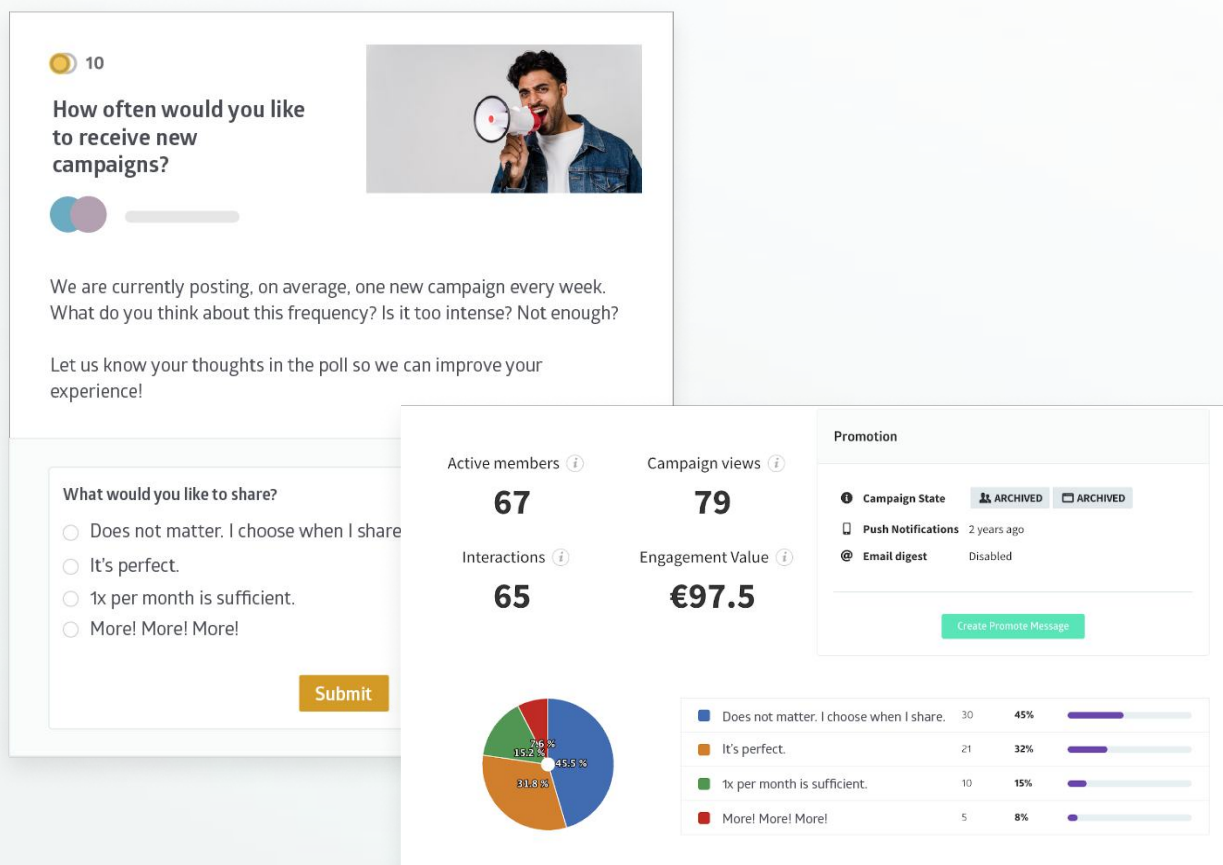 10
How often would you like
to receive new
campaigns?
We are currently posting, on average, one new campaign every week.
What do you think about this frequency? Is it too intense? Not enough?
Let us know your thoughts in the poll so we can improve your
experience!
What would you like to share?
Does not matter. I choose when I share
It's perfect.
1x per month is sufficient.
More! More! More!
Submit
Active members i
67
Campaign views i
79
Interactions i
65
Engagement Value i
€97.5
Promotion
Campaign State ARCHIVED ARCHIVED
Push Notifications 2 years ago
@ Email digest Disabled
Create Promote Message
7.6 %
15.2 %
45.5 %
31.8 %
Does not matter. I choose when I share. 30 45%
It's perfect. 21 32%
1x per month is sufficient. 10 15%
More! More! More! 5 8%